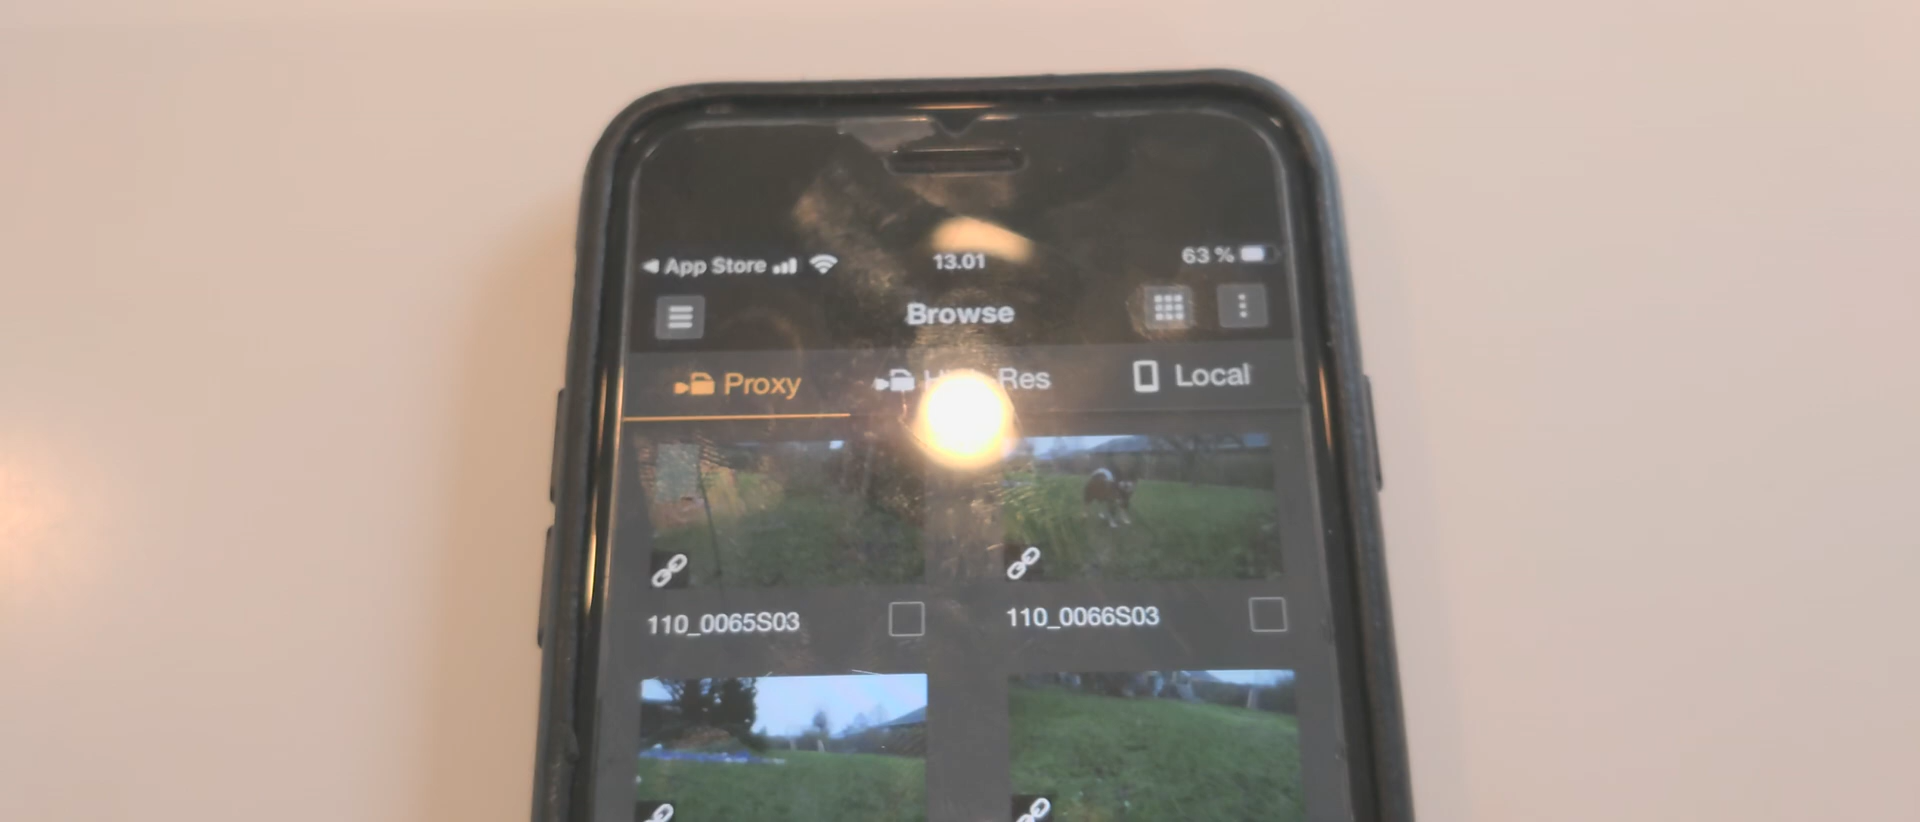 App Store 13.01 63 %
Browse
Proxy Res Local
110_0065S03 110_0066S03